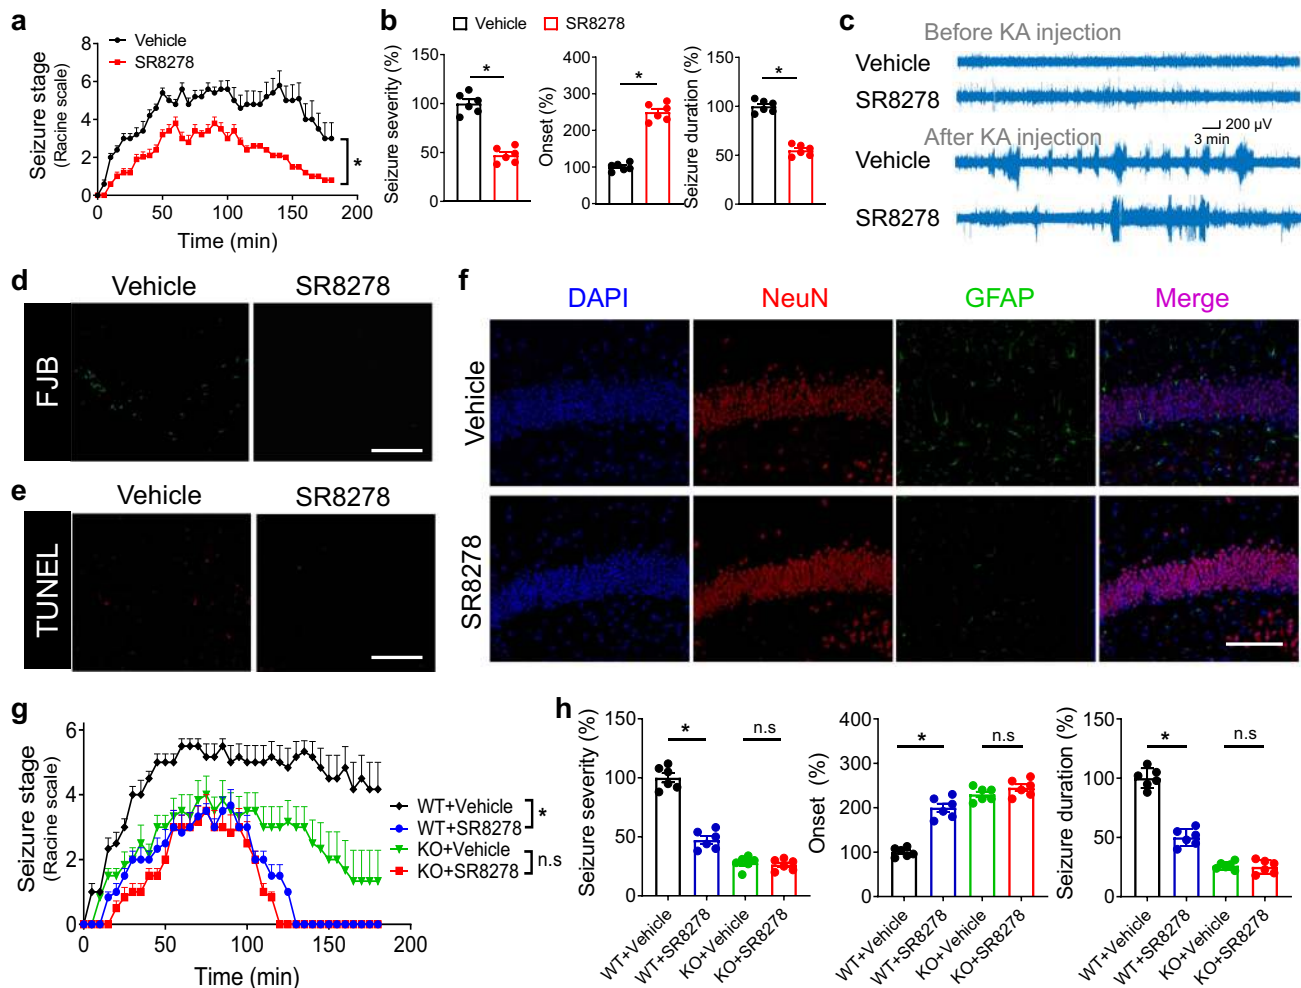 a
Seizure stage
(Racine scale)
8
6
4
2
0
0
50
100
150
200
Time (min)
Vehicle
SR8278
*
b
Vehicle
SR8278
Seizure severity (%)
150
100
50
0
*
Onset (%)
400
300
200
100
0
*
Seizure duration (%)
150
100
50
0
*
c
Before KA injection
Vehicle
SR8278
After KA injection
200 µV
3 min
Vehicle
SR8278
d
Vehicle
SR8278
FJB
e
Vehicle
SR8278
TUNEL
f
DAPI
NeuN
GFAP
Merge
Vehicle
SR8278
g
Seizure stage
(Racine scale)
6
4
2
0
0
50
100
150
200
Time (min)
WT+Vehicle
WT+SR8278
KO+Vehicle
KO+SR8278
*
n.s
h
Seizure severity (%)
150
100
50
0
*
n.s
WT+Vehicle
WT+SR8278
KO+Vehicle
KO+SR8278
Onset (%)
400
300
200
100
0
*
n.s
WT+Vehicle
WT+SR8278
KO+Vehicle
KO+SR8278
Seizure duration (%)
150
100
50
0
*
n.s
WT+Vehicle
WT+SR8278
KO+Vehicle
KO+SR8278